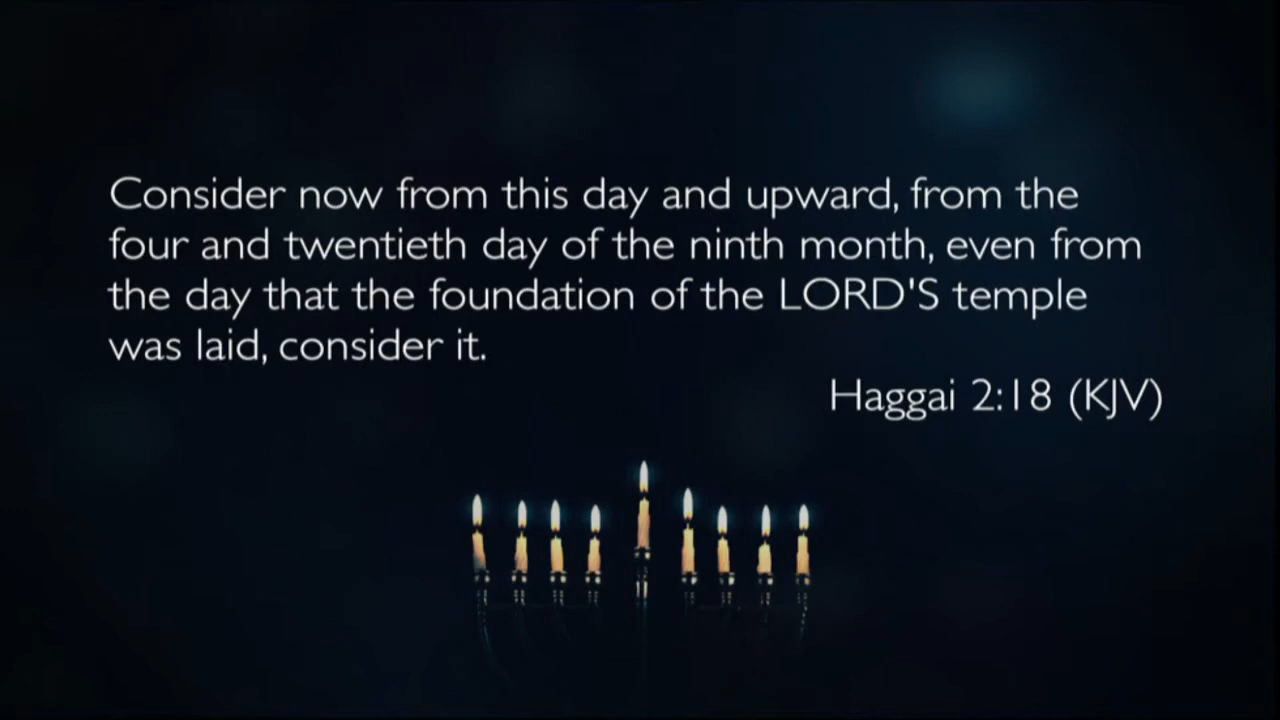 Consider now from this day and upward, from the
four and twentieth day of the ninth month, even from
the day that the foundation of the LORD'S temple
was laid, consider it.
Haggai 2:18 (KJV)